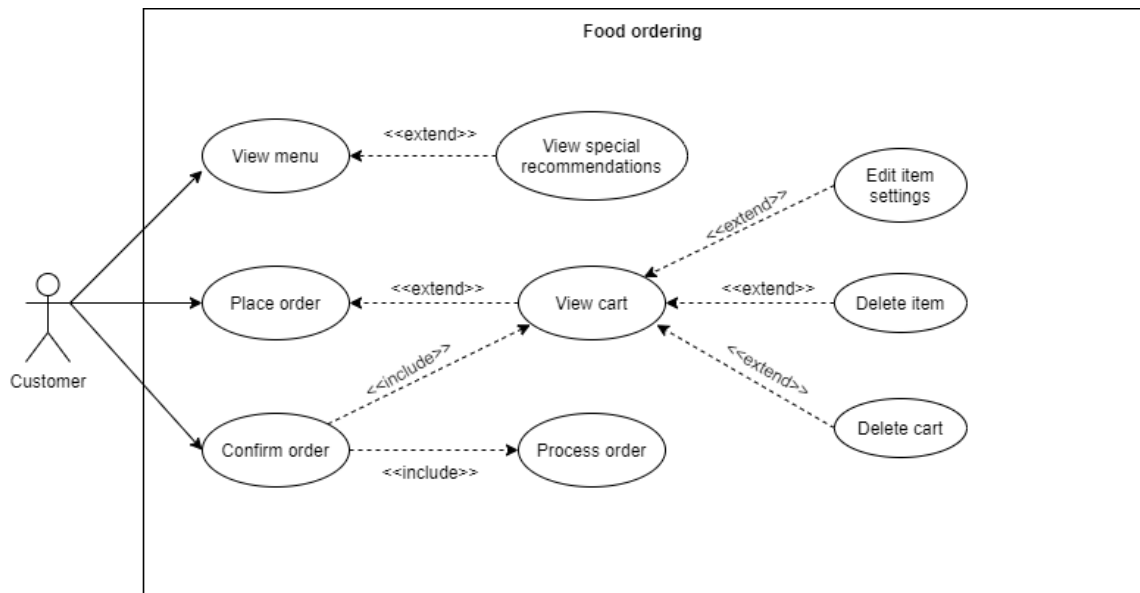 Food ordering
View menu
<<extend>>
View special
recommendations
Edit item
settings
<<extend>>
Place order
<<extend>>
View cart
<<extend>>
Delete item
Customer
<<include>>
<<extend>>
Confirm order
<<include>>
Process order
Delete cart